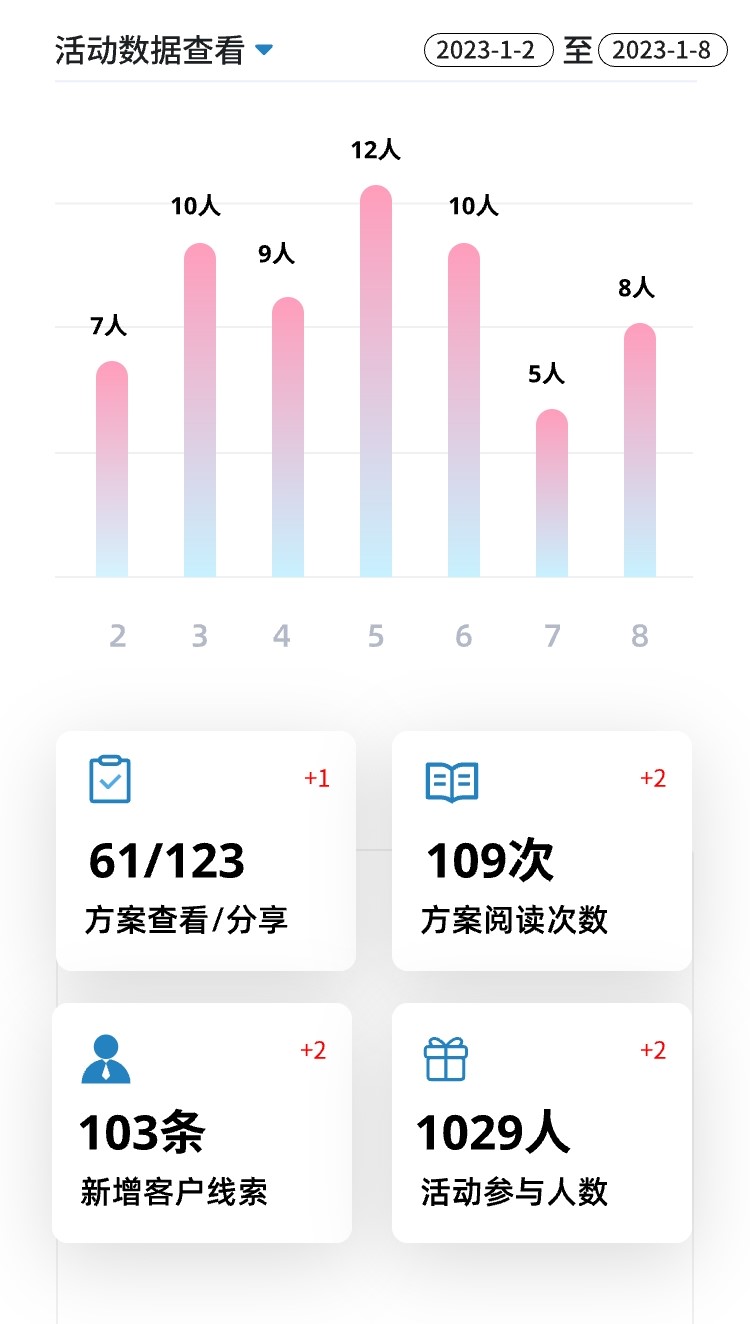 活动数据查看
2023-1-2 至 2023-1-8
12人
10人 10人
9人
8人
7人
5人
2 3 4 5 6 7 8
+1
61/123
方案查看/分享
+2
109次
方案阅读次数
+2
103条
新增客户线索
+2
1029人
活动参与人数